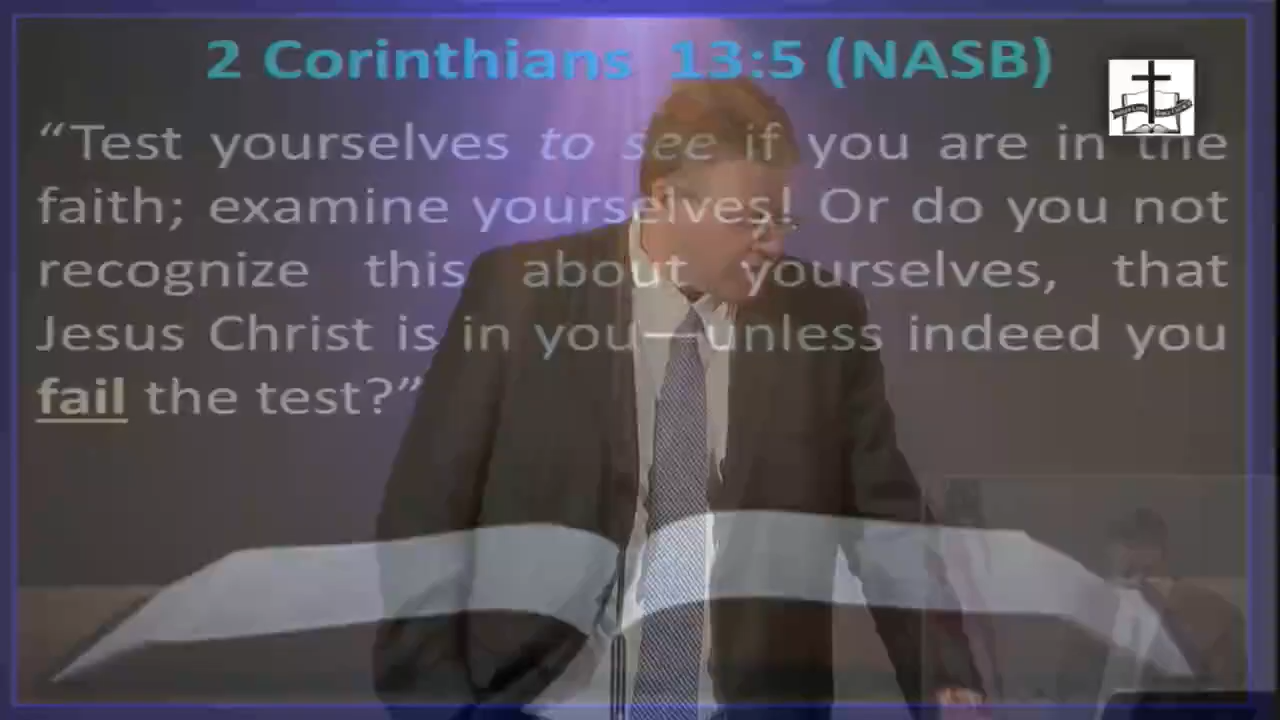 2 Corinthians 13:5 (NASB)
“Test yourselves to see if you are in the
faith; examine yourselves! Or do you not
recognize this about yourselves, that
Jesus Christ is in you—unless indeed you
fail the test?”